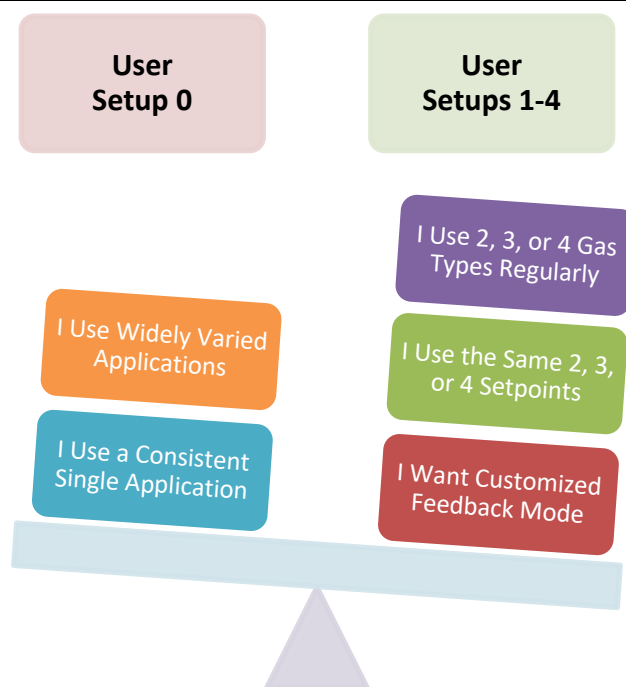 User
Setup 0
User
Setups 1-4
I Use 2, 3, or 4 Gas
Types Regularly
I Use Widely Varied
Applications
I Use the Same 2, 3,
or 4 Setpoints
I Use a Consistent
Single Application
I Want Customized
Feedback Mode